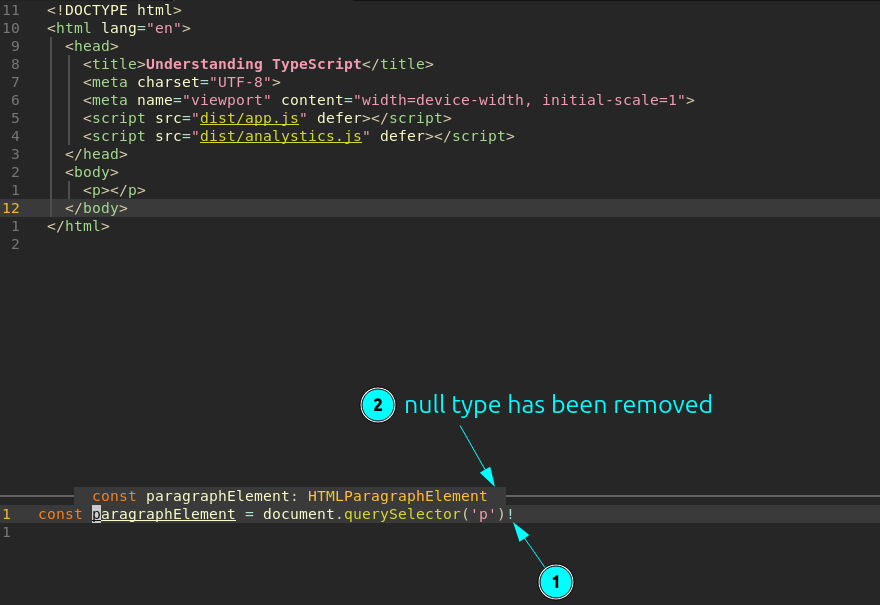 11 <!DOCTYPE html>
10 <html lang="en">
9 <head>
8 <title>Understanding TypeScript</title>
7 <meta charset="UTF-8">
6 <meta name="viewport" content="width=device-width, initial-scale=1">
5 <script src="dist/app.js" defer></script>
4 <script src="dist/analystics.js" defer></script>
3 </head>
2 <body>
1 <p></p>
12 </body>
1 </html>
2
2 null type has been removed
const paragraphElement: HTMLParagraphElement
1 const paragraphElement = document.querySelector('p')!
1
1